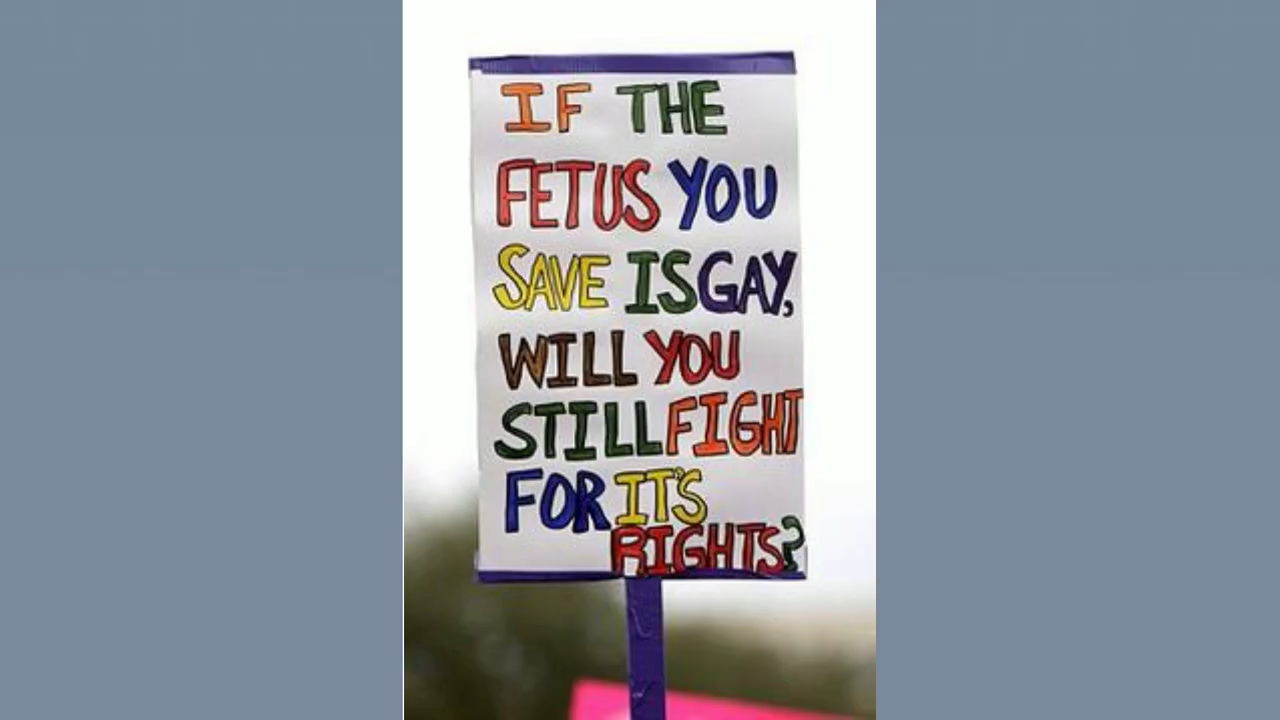 IF THE
FETUS YOU
SAVE IS GAY,
WILL YOU
STILL FIGHT
FOR IT'S
RIGHTS?